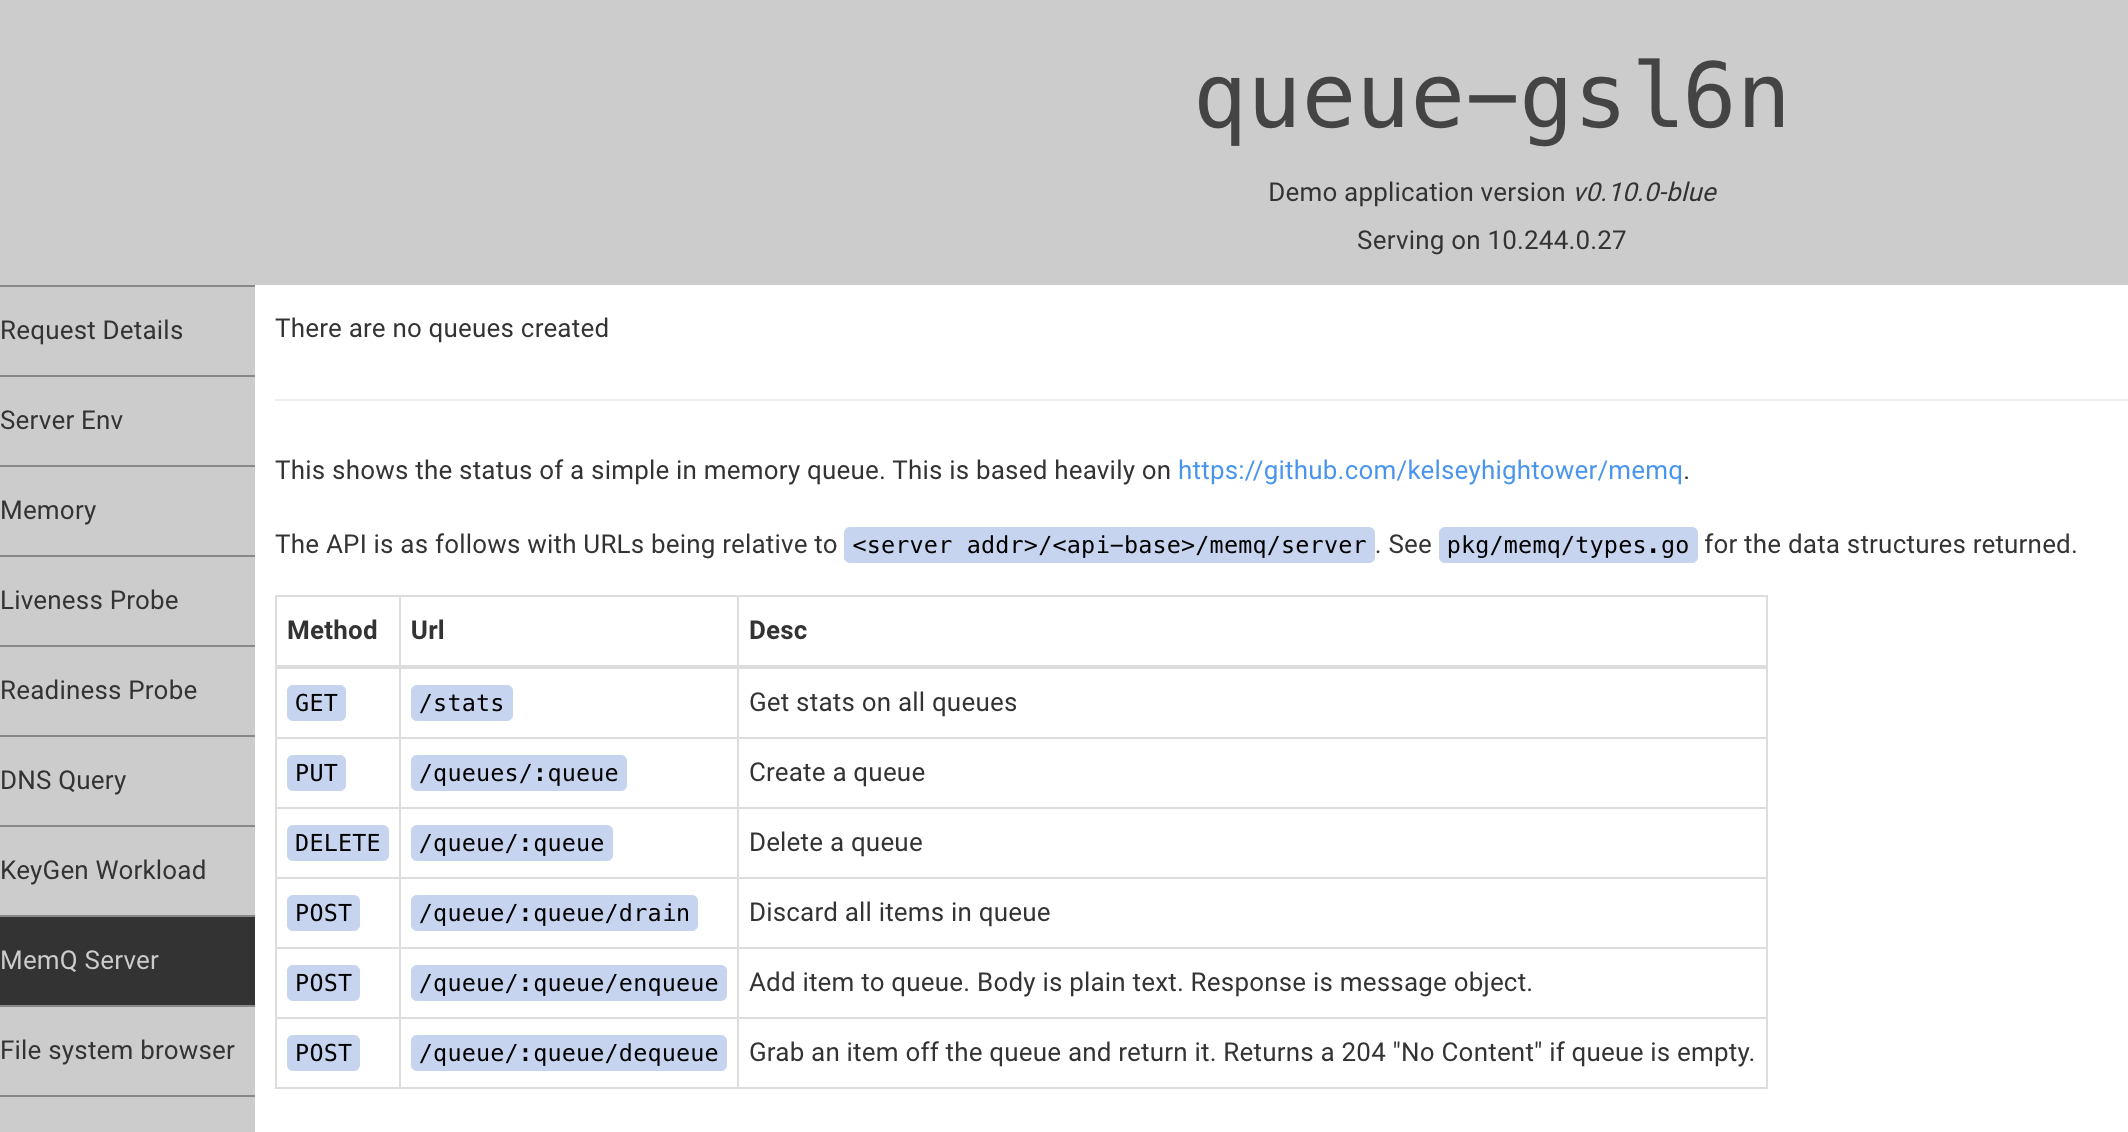 queue-gsl6n
Demo application version v0.10.0-blue
Serving on 10.244.0.27
Request Details
Server Env
Memory
Liveness Probe
Readiness Probe
DNS Query
KeyGen Workload
MemQ Server
File system browser
There are no queues created
This shows the status of a simple in memory queue. This is based heavily on https://github.com/kelseyhightower/memq.
The API is as follows with URLs being relative to <server addr>/<api-base>/memq/server. See pkg/memq/types.go for the data structures returned.
Method Url Desc
GET /stats Get stats on all queues
PUT /queues/:queue Create a queue
DELETE /queue/:queue Delete a queue
POST /queue/:queue/drain Discard all items in queue
POST /queue/:queue/enqueue Add item to queue. Body is plain text. Response is message object.
POST /queue/:queue/dequeue Grab an item off the queue and return it. Returns a 204 "No Content" if queue is empty.